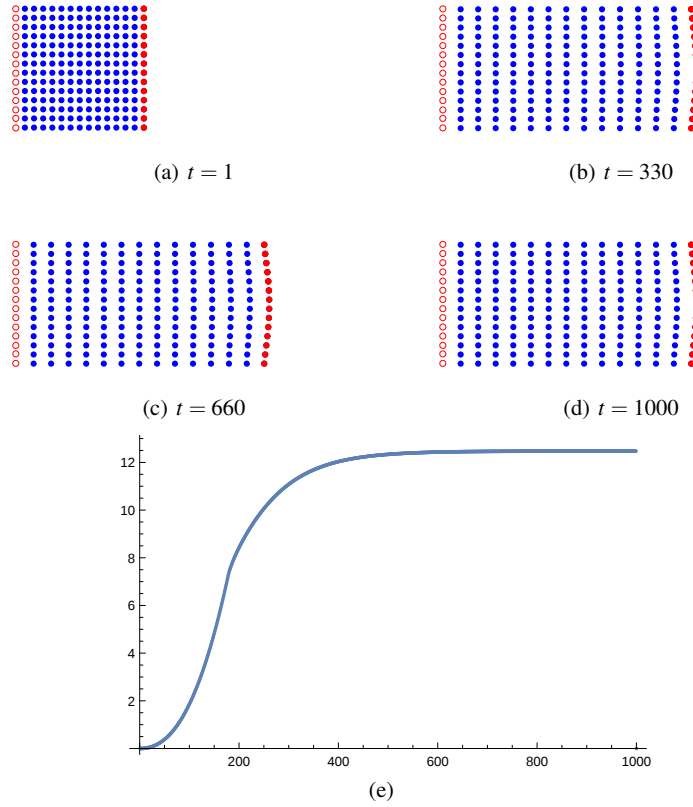 (a) t = 1
(b) t = 330
(c) t = 660
(d) t = 1000
12
10
8
6
4
2
200 400 600 800 1000
(e)